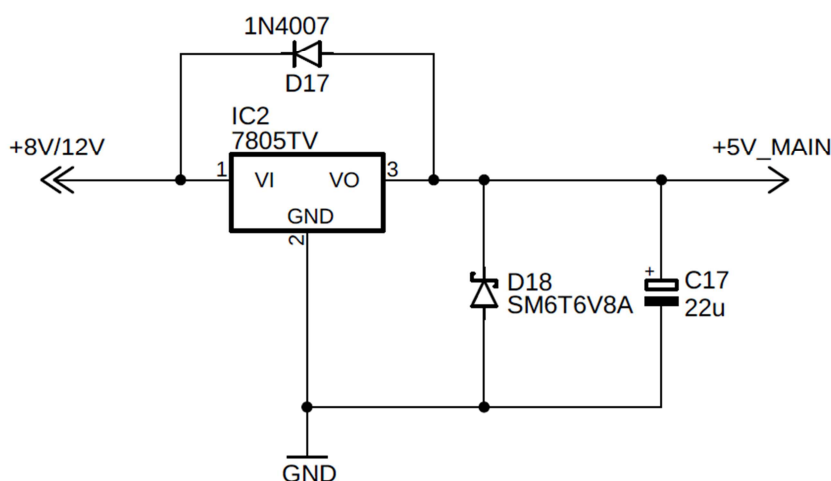 1N4007
D17
IC2
7805TV
+8V/12V
+5V_MAIN
1
VI
VO
3
GND
2
+
C17
22u
D18
SM6T6V8A
GND